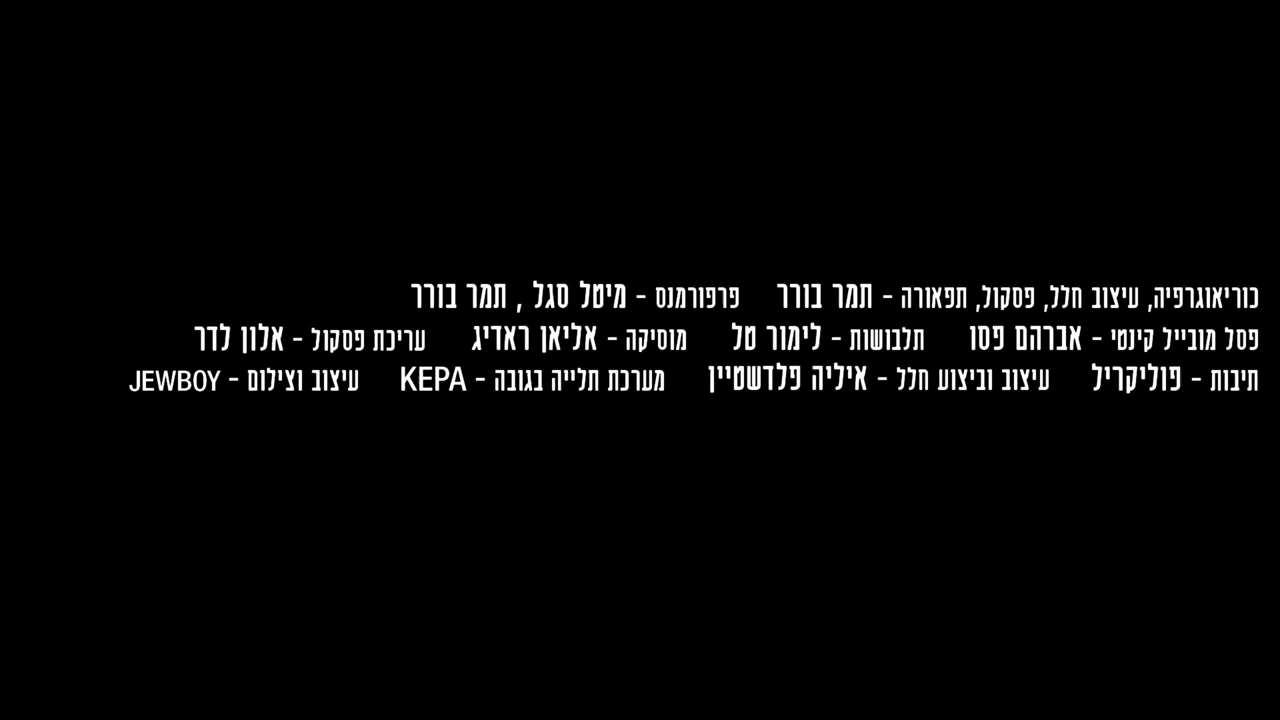 כוריאוגרפיה, עיצוב חלל, פסקול, תפאורה - תמר בורר פרפורמנס - מיטל סגל , תמר בורר
פסל מובייל קינטי - אברהם פסו תלבושות - לימור טל מוסיקה - אליאן ראדיג עריכת פסקול - אלון לדר
תיבות - פוליקריל עיצוב וביצוע חלל - איליה פלדשטיין מערכת תלייה בגובה - KEPA עיצוב וצילום - JEWBOY